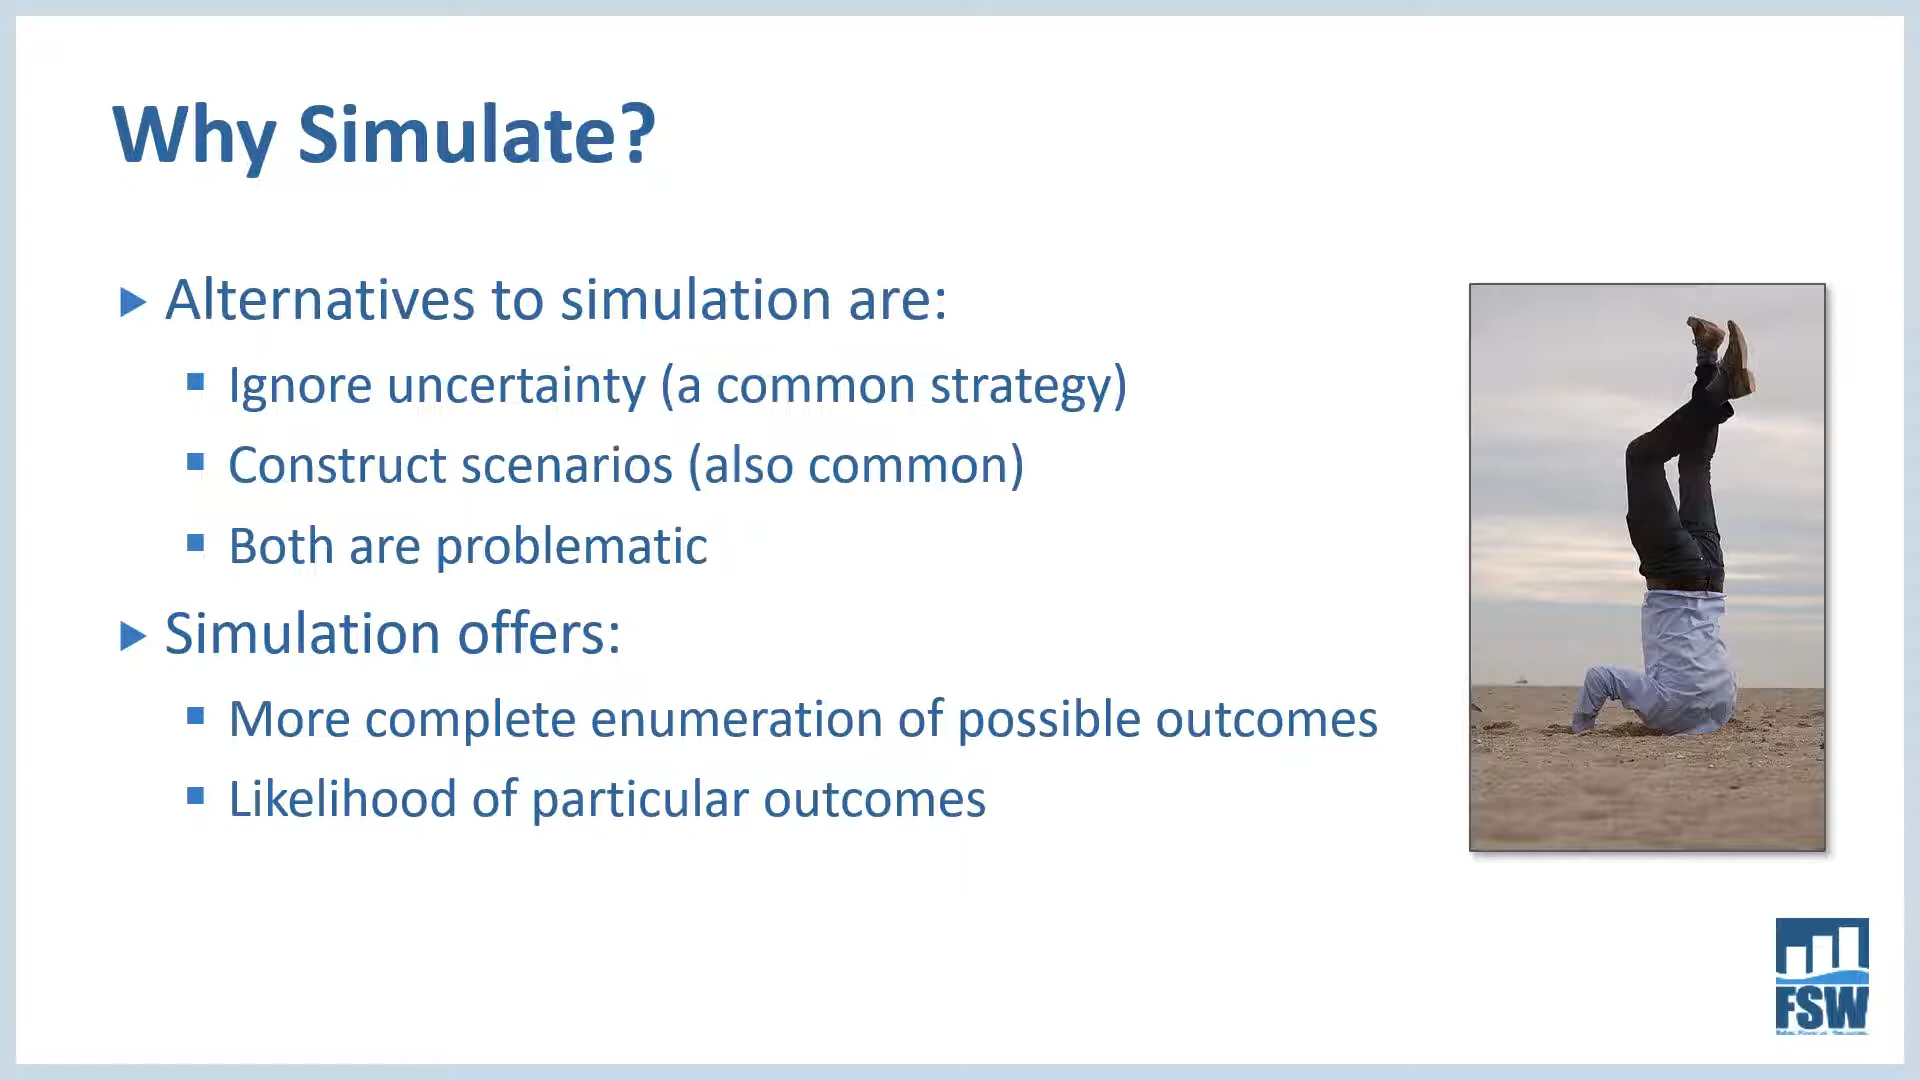 Why Simulate?
Alternatives to simulation are:
Ignore uncertainty (a common strategy)
Construct scenarios (also common)
Both are problematic
Simulation offers:
More complete enumeration of possible outcomes
Likelihood of particular outcomes
FSW